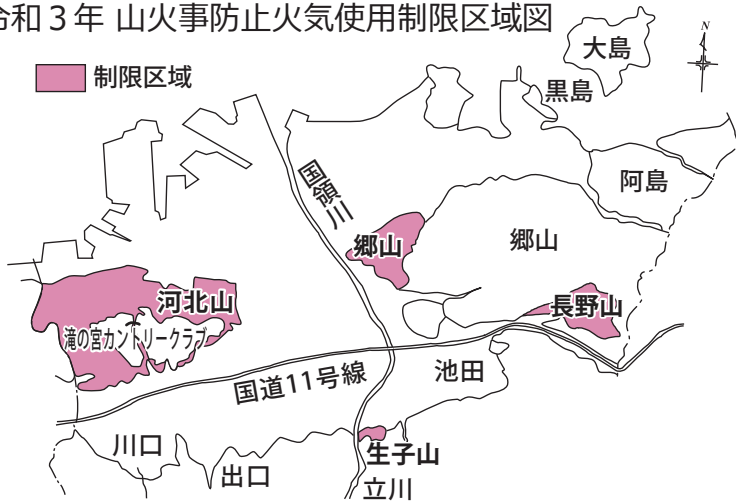 令和3年 山火事防止火気使用制限区域図
制限区域
N
大島
黒島
阿島
国領川
郷山
郷山
河北山
長野山
滝の宮カントリークラブ
国道11号線
池田
川口
出口
生子山
立川